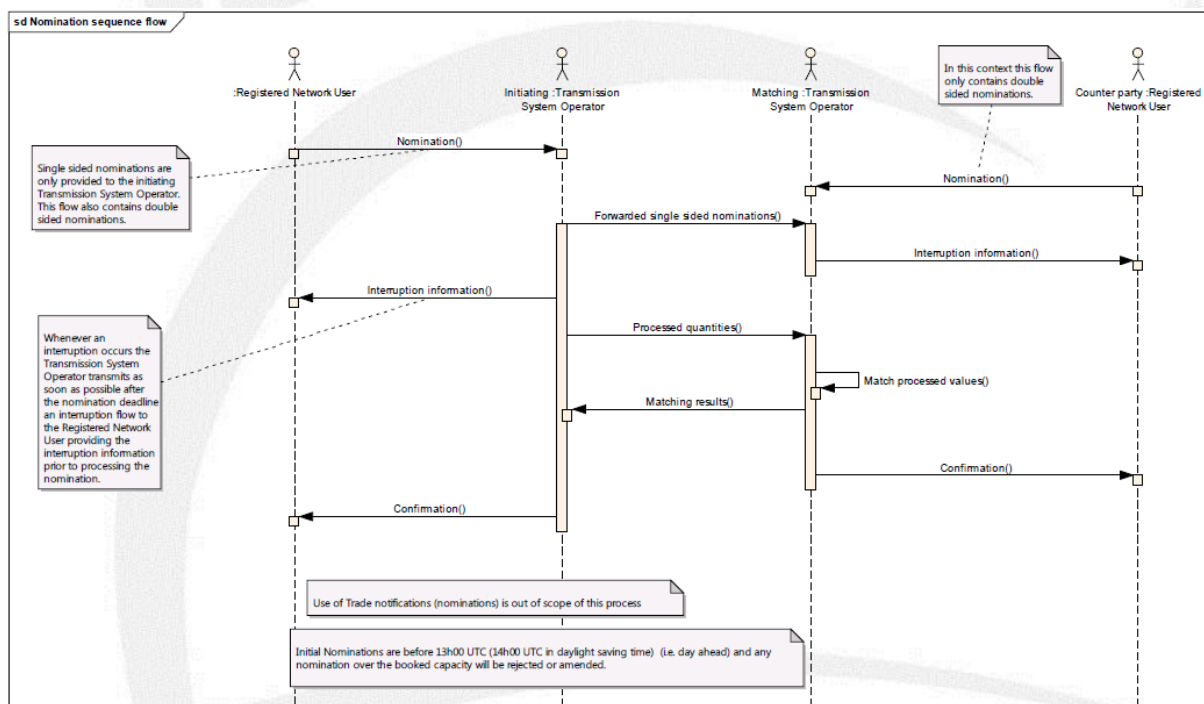 sd Nomination sequence flow
:Registered Network User
Initiating :Transmission
System Operator
Matching :Transmission
System Operator
In this context this flow
only contains double
sided nominations.
Counter party :Registered
Network User
Nomination()
Single sided nominations are
only provided to the initiating
Transmission System Operator.
This flow also contains double
sided nominations.
Nomination()
Forwarded single sided nominations()
Interruption information()
Interruption information()
Whenever an
interruption occurs the
Transmission System
Operator transmits as
soon as possible after
the nomination deadline
an interruption flow to
the Registered Network
User providing the
interruption information
prior to processing the
nomination.
Processed quantities()
Match processed values()
Matching results()
Confirmation()
Confirmation()
Use of Trade notifications (nominations) is out of scope of this process
Initial Nominations are before 13h00 UTC (14h00 UTC in daylight saving time) (i.e. day ahead) and any
nomination over the booked capacity will be rejected or amended.